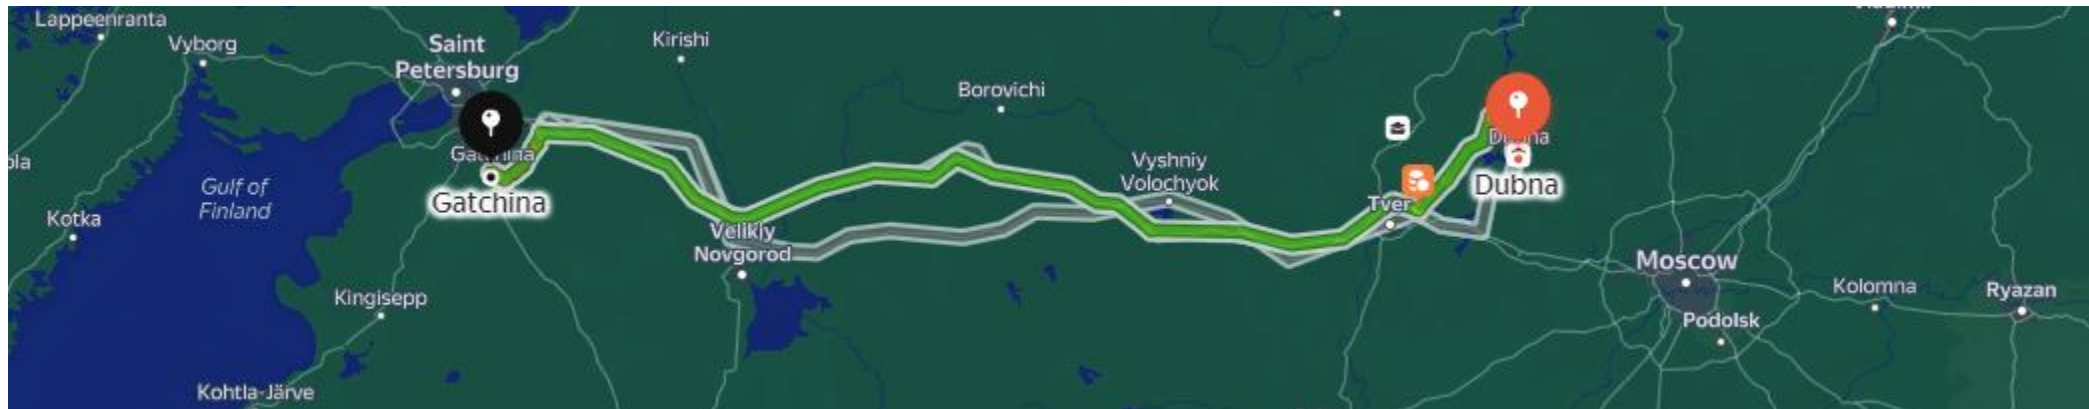 Lappeenranta
Vyborg
Saint
Petersburg
Kirishi
Borovichi
Vyshniy
Volochyok
Gulf of
Finland
Kotka
Gatchina
Velikiy
Novgorod
Tver
Dubna
Moscow
Kolomna
Ryazan
Podolsk
Kingisepp
Kohtla-Järve